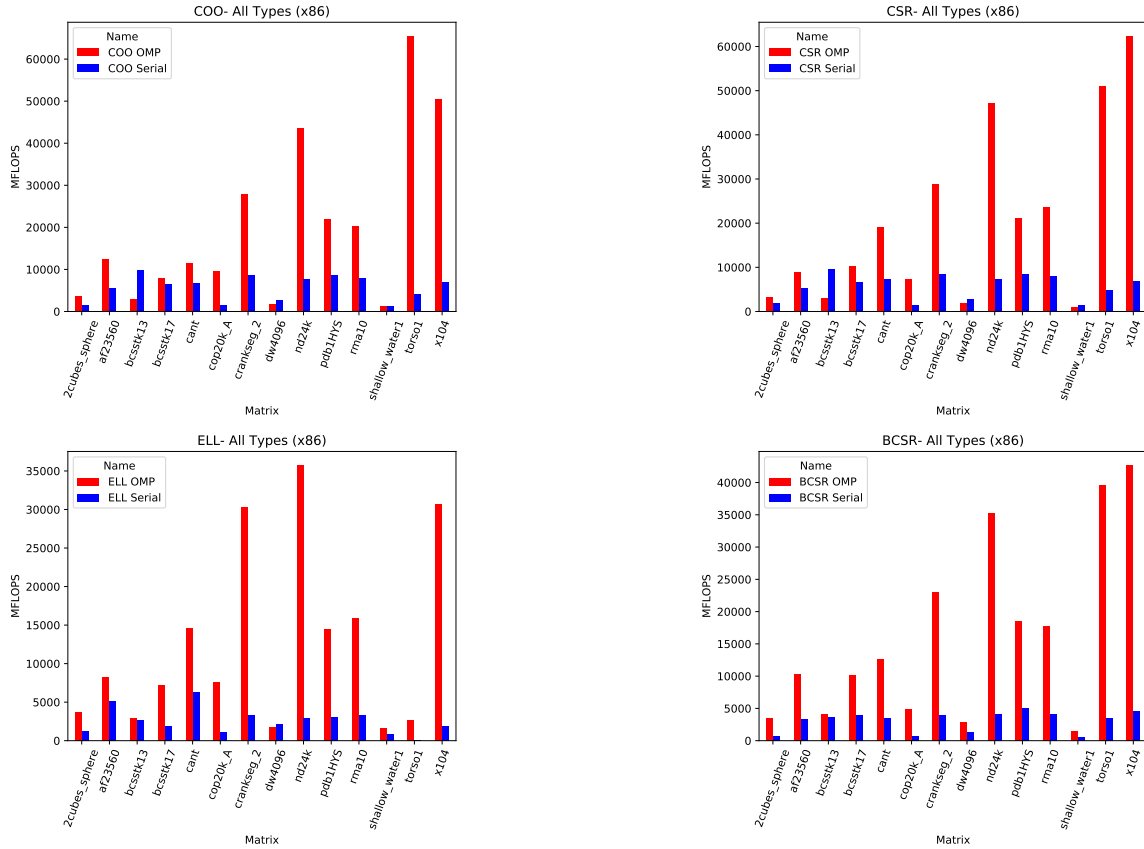 COO- All Types (x86)
Name
COO OMP
COO Serial
MFLOPS
60000
50000
40000
30000
20000
10000
0
2cubes_sphere
af23560
bcsstk13
bcsstk17
cant
cop20k_A
crankseg_2
dw4096
nd24k
pdb1HYS
rma10
shallow_water1
torso1
x104
Matrix
CSR- All Types (x86)
Name
CSR OMP
CSR Serial
MFLOPS
60000
50000
40000
30000
20000
10000
0
2cubes_sphere
af23560
bcsstk13
bcsstk17
cant
cop20k_A
crankseg_2
dw4096
nd24k
pdb1HYS
rma10
shallow_water1
torso1
x104
Matrix
ELL- All Types (x86)
Name
ELL OMP
ELL Serial
MFLOPS
35000
30000
25000
20000
15000
10000
5000
0
2cubes_sphere
af23560
bcsstk13
bcsstk17
cant
cop20k_A
crankseg_2
dw4096
nd24k
pdb1HYS
rma10
shallow_water1
torso1
x104
Matrix
BCSR- All Types (x86)
Name
BCSR OMP
BCSR Serial
MFLOPS
40000
35000
30000
25000
20000
15000
10000
5000
0
2cubes_sphere
af23560
bcsstk13
bcsstk17
cant
cop20k_A
crankseg_2
dw4096
nd24k
pdb1HYS
rma10
shallow_water1
torso1
x104
Matrix